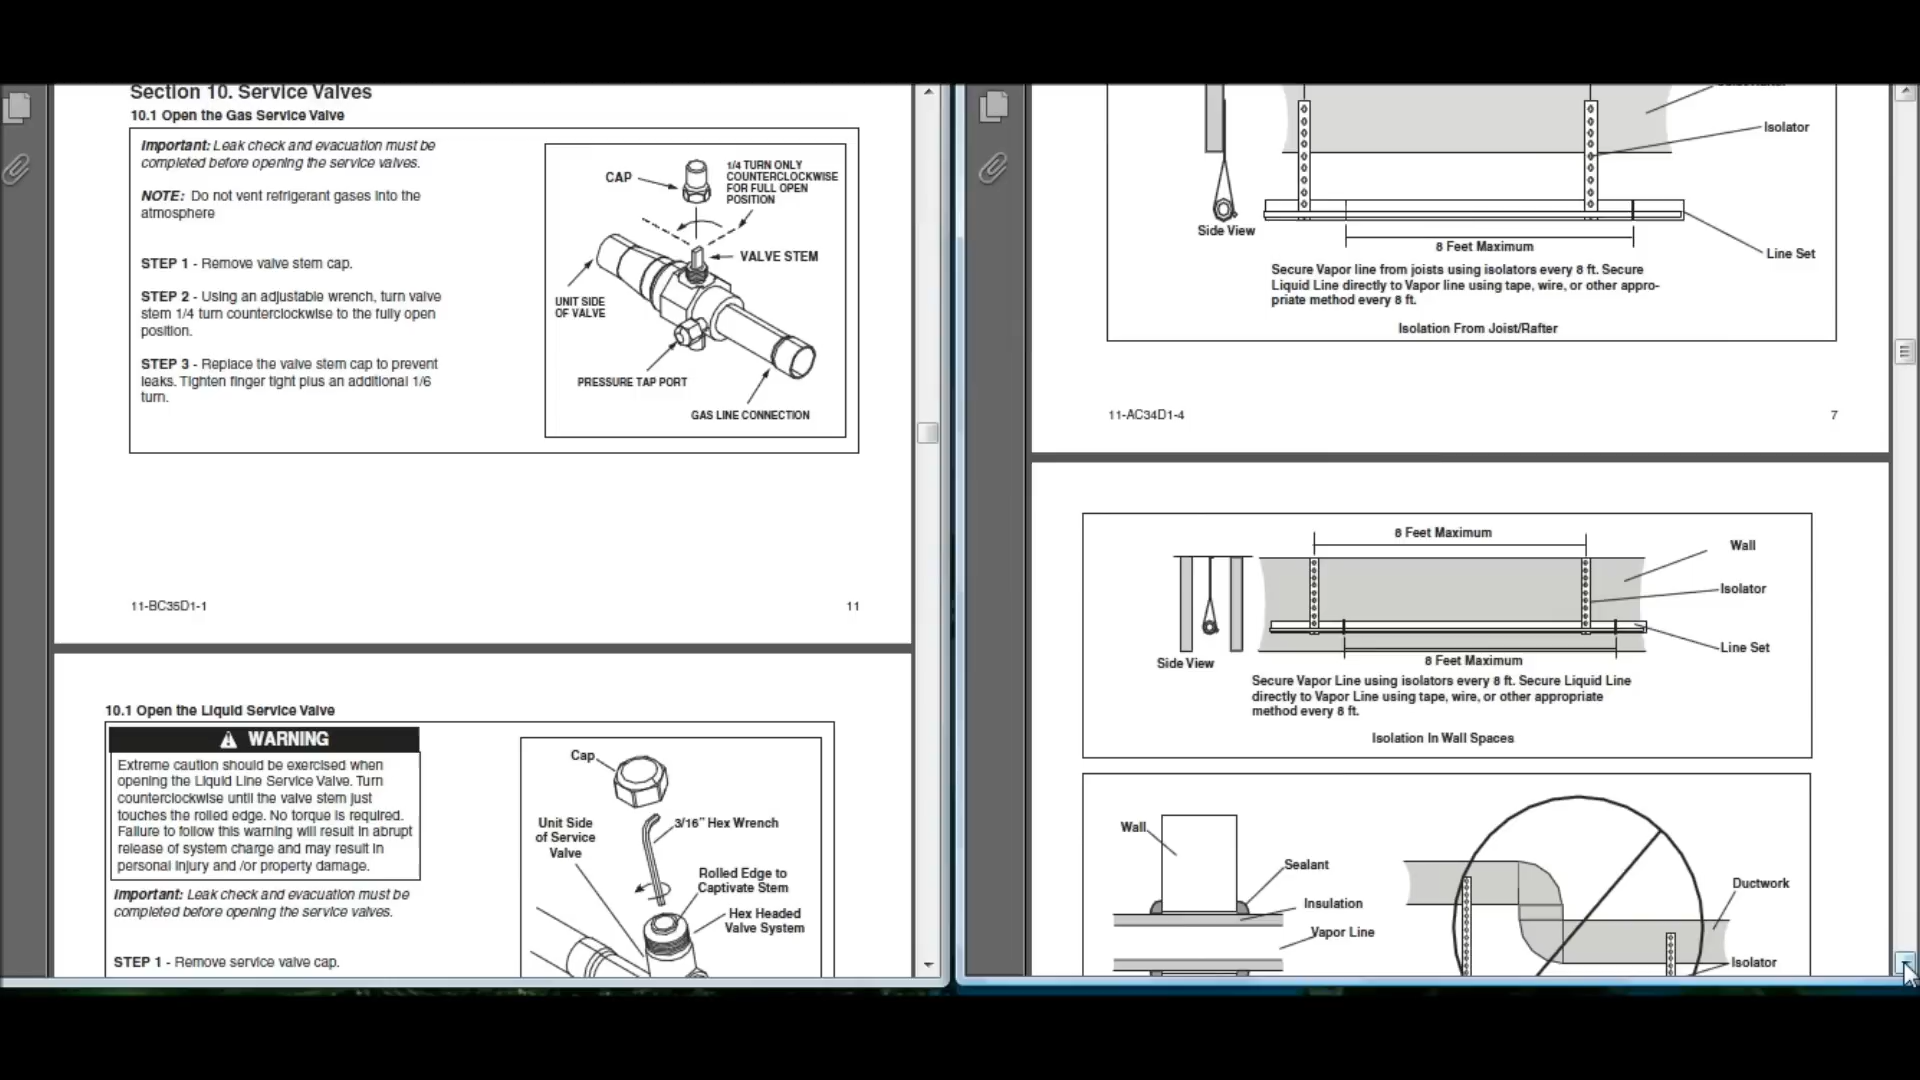 Section 10. Service Valves
10.1 Open the Gas Service Valve
Important: Leak check and evacuation must be
completed before opening the service valves.
NOTE: Do not vent refrigerant gases into the
atmosphere
STEP 1 - Remove valve stem cap.
STEP 2 - Using an adjustable wrench, turn valve
stem 1/4 turn counterclockwise to the fully open
position.
STEP 3 - Replace the valve stem cap to prevent
leaks. Tighten finger tight plus an additional 1/6
turn.
CAP
1/4 TURN ONLY
COUNTERCLOCKWISE
FOR FULL OPEN
POSITION
VALVE STEM
UNIT SIDE
OF VALVE
PRESSURE TAP PORT
GAS LINE CONNECTION
11-BC35D1-1
11
10.1 Open the Liquid Service Valve
WARNING
Extreme caution should be exercised when
opening the Liquid Line Service Valve. Turn
counterclockwise until the valve stem just
touches the rolled edge. No torque is required.
Failure to follow this warning will result in abrupt
release of system charge and may result in
personal injury and /or property damage.
Important: Leak check and evacuation must be
completed before opening the service valves.
STEP 1 - Remove service valve cap.
Cap
Unit Side
of Service
Valve
3/16" Hex Wrench
Rolled Edge to
Captivate Stem
Hex Headed
Valve System
Isolator
Side View
8 Feet Maximum
Line Set
Secure Vapor line from joists using isolators every 8 ft. Secure
Liquid Line directly to Vapor line using tape, wire, or other appro-
priate method every 8 ft.
Isolation From Joist/Rafter
11-AC34D1-4
7
8 Feet Maximum
Wall
Isolator
Line Set
Side View
8 Feet Maximum
Secure Vapor Line using isolators every 8 ft. Secure Liquid Line
directly to Vapor Line using tape, wire, or other appropriate
method every 8 ft.
Isolation In Wall Spaces
Wall
Sealant
Insulation
Vapor Line
Ductwork
Isolator